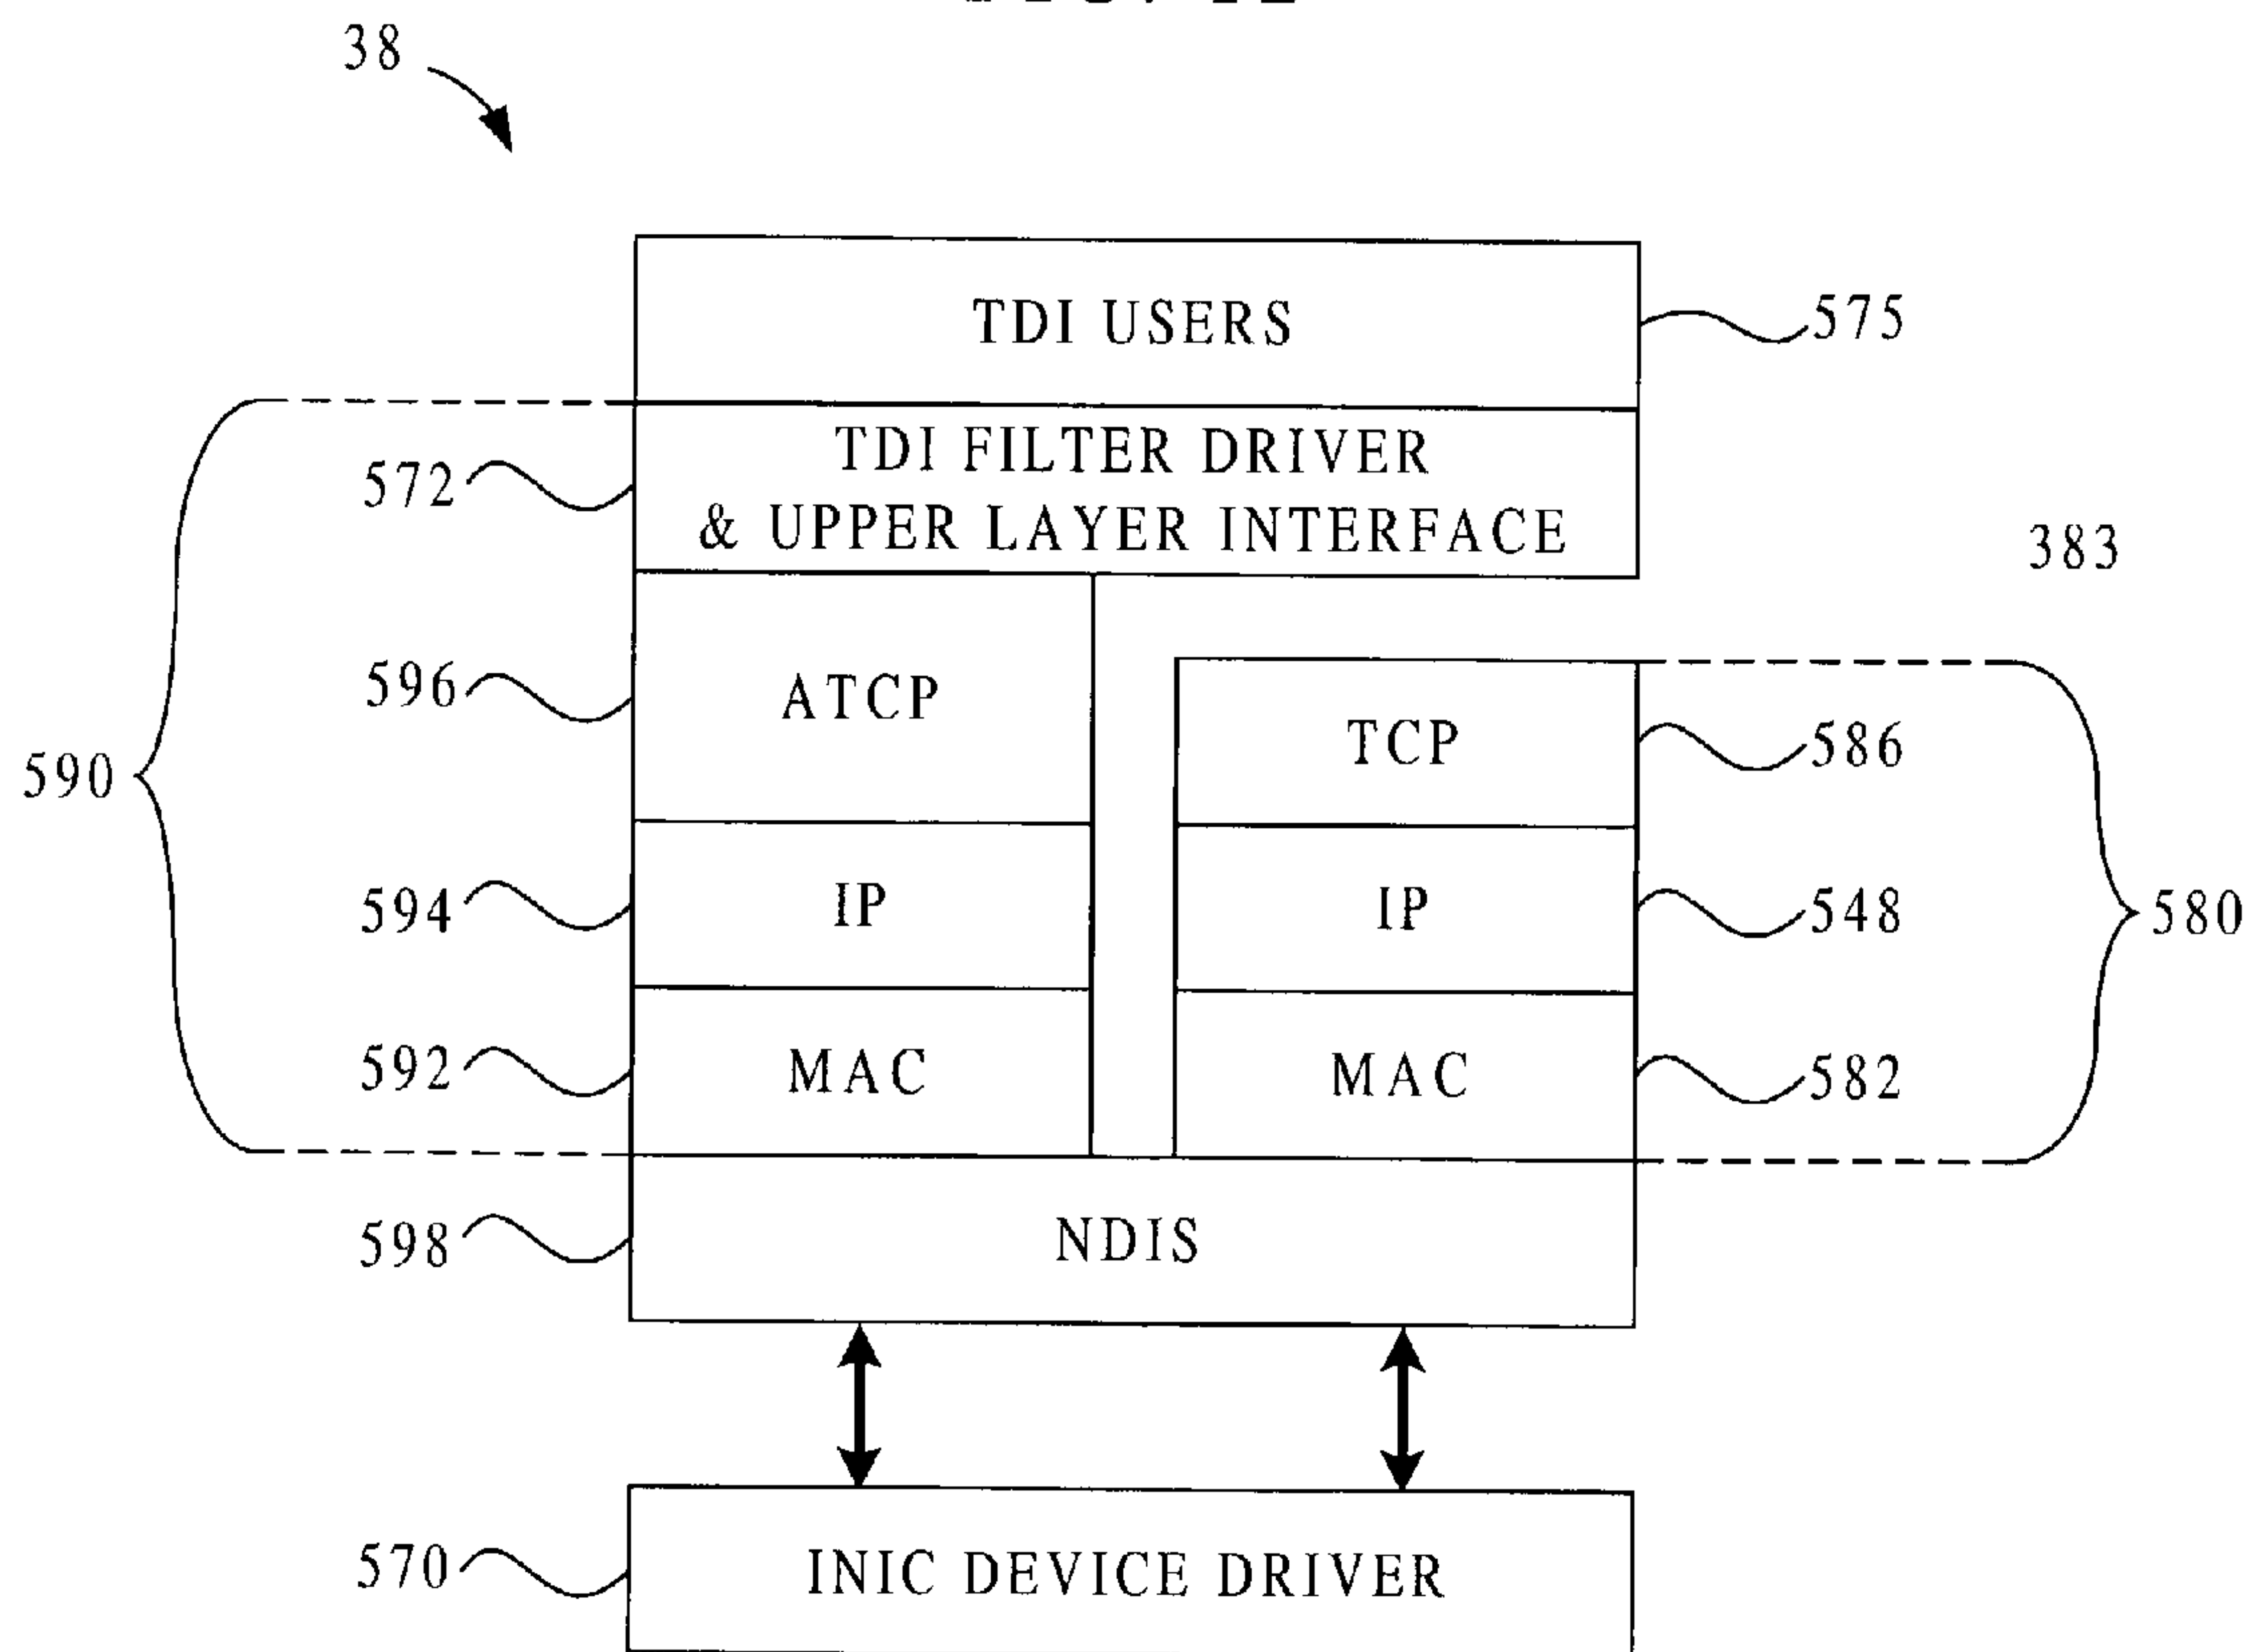 38
TDI USERS
575
TDI FILTER DRIVER
& UPPER LAYER INTERFACE
572
383
596
ATCP
TCP
586
590
594
IP
IP
548
580
592
MAC
MAC
582
598
NDIS
570
INIC DEVICE DRIVER